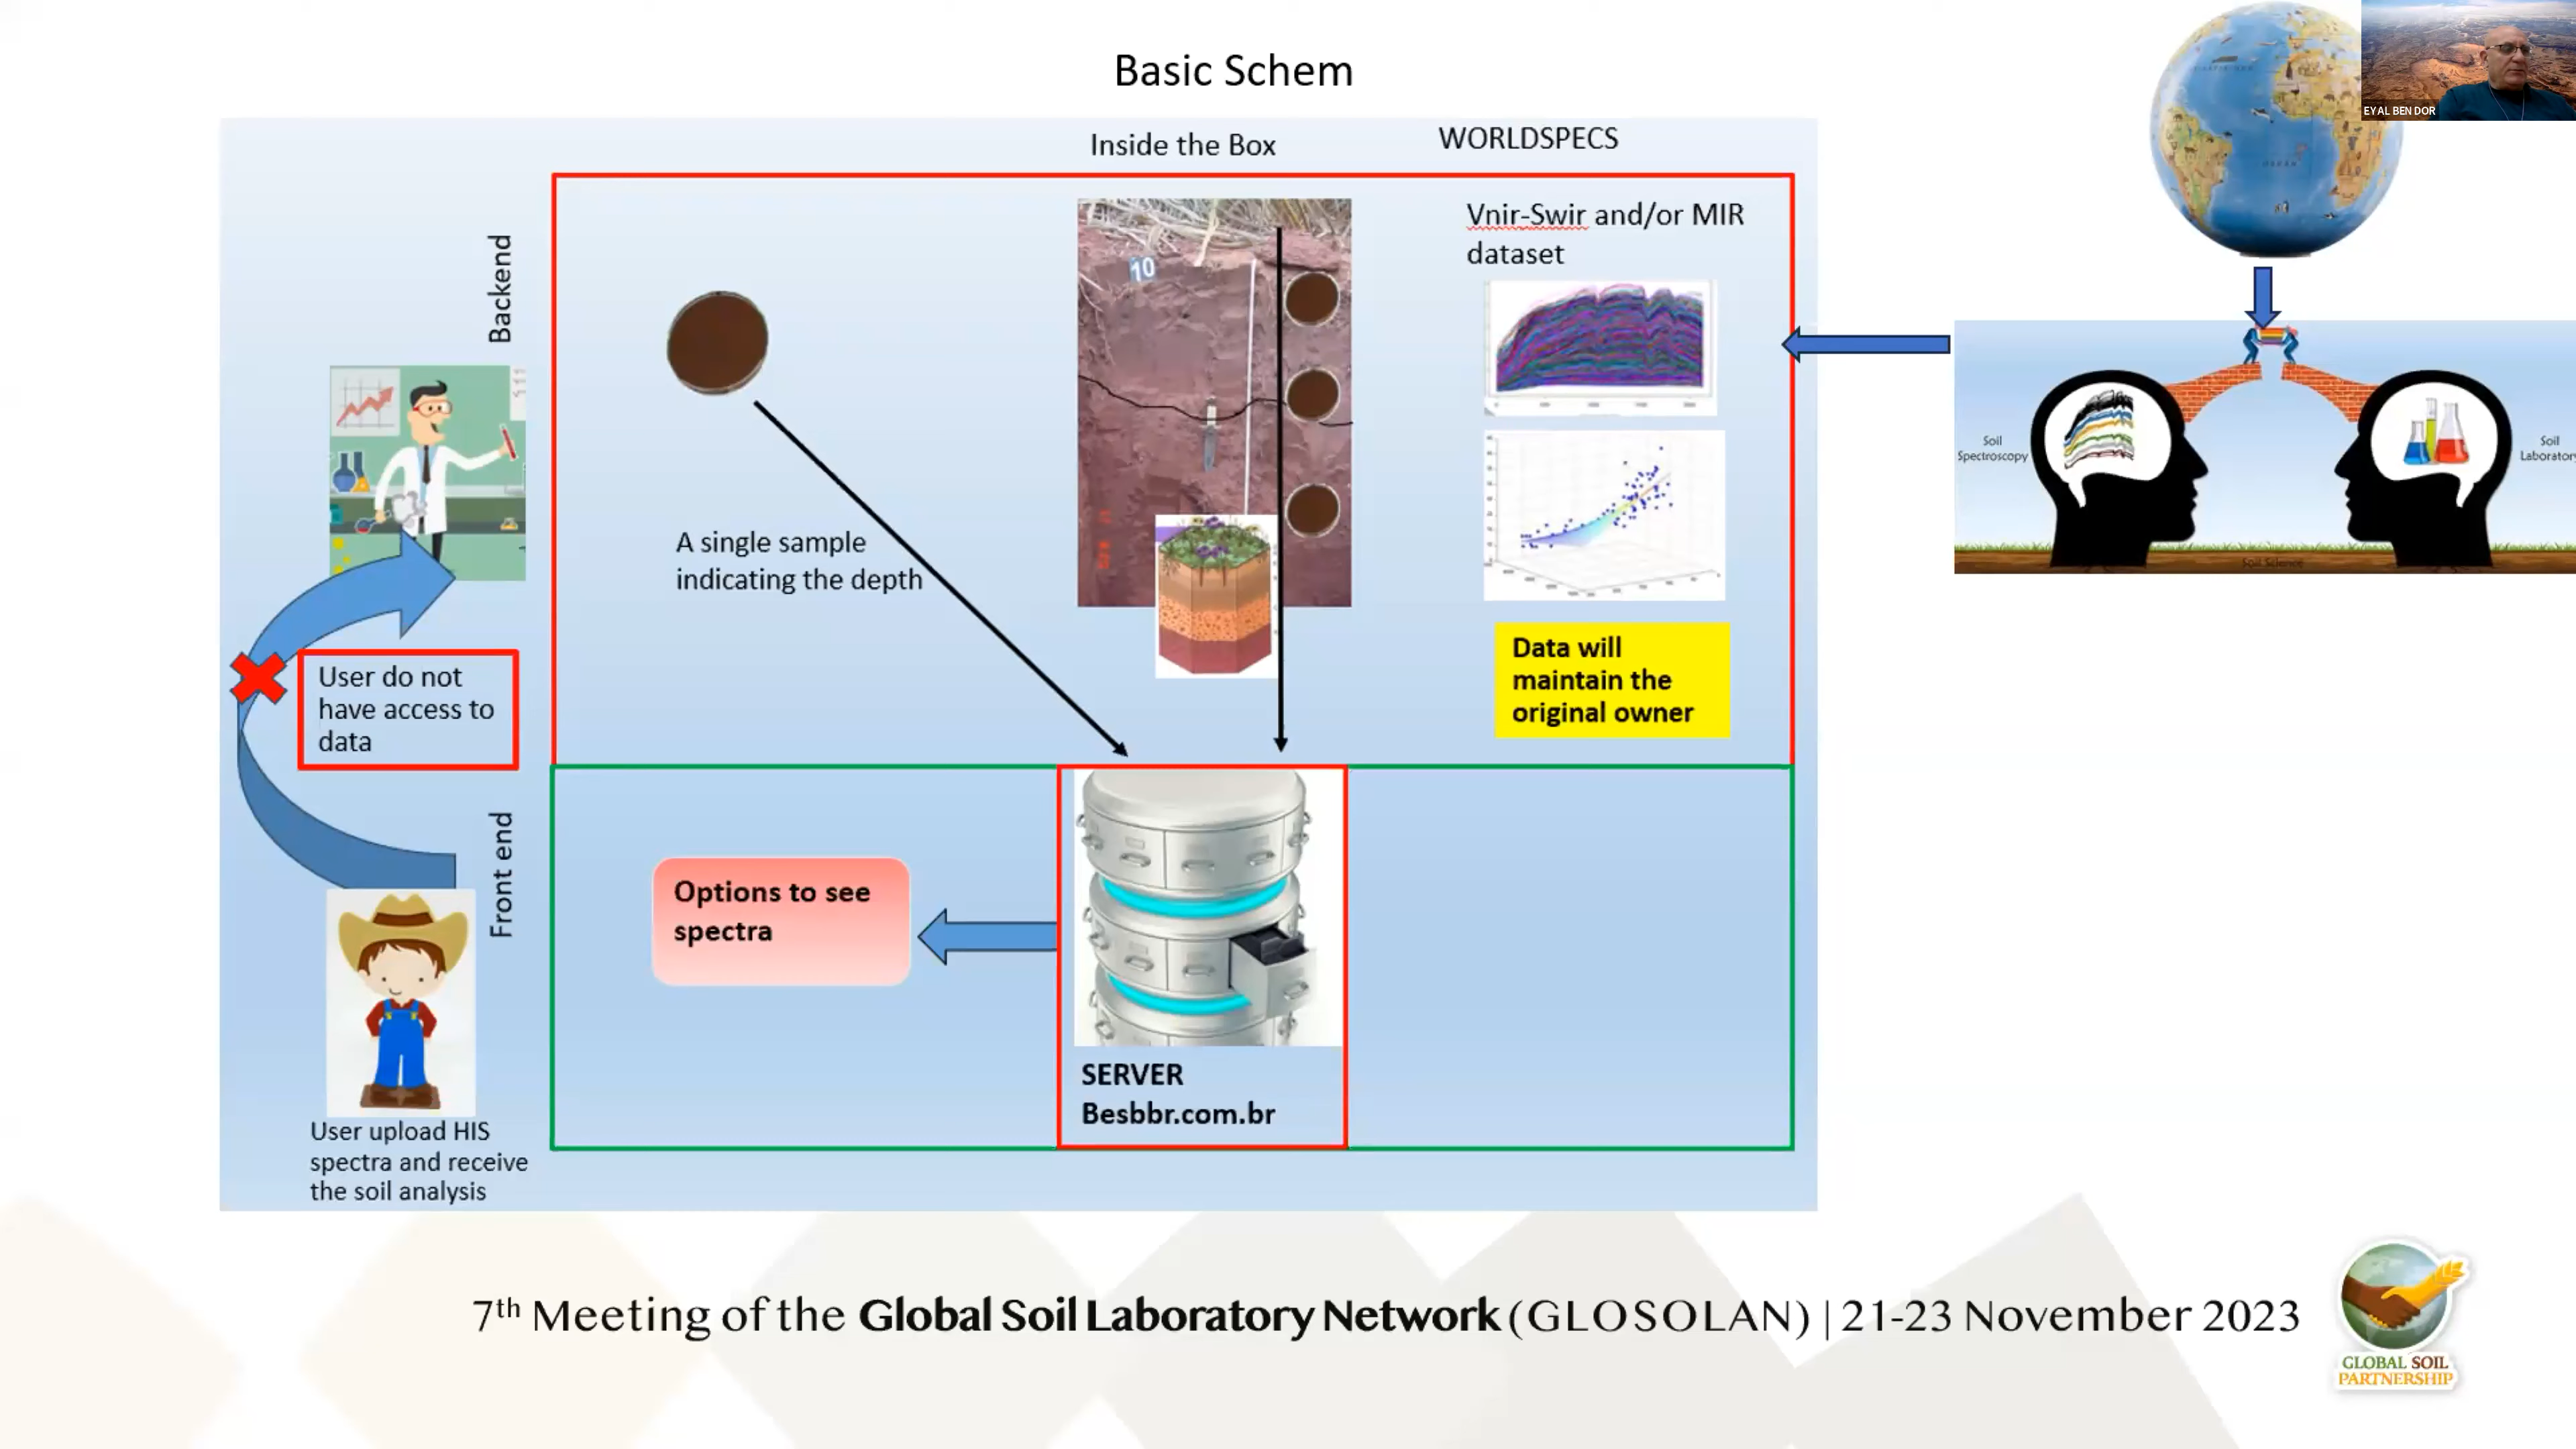 Basic Schem
EYAL BEN DOR
Inside the Box
WORLDSPECS
Backend
Vnir-Swir and/or MIR
dataset
10
A single sample
indicating the depth
Soil
Spectroscopy
Soil
Laboratory
Soil Science
User do not
have access to
data
Data will
maintain the
original owner
Front end
Options to see
spectra
SERVER
Besbbr.com.br
User upload HIS
spectra and receive
the soil analysis
7th Meeting of the Global Soil Laboratory Network (GLOSOLAN) | 21-23 November 2023
GLOBAL SOIL
PARTNERSHIP